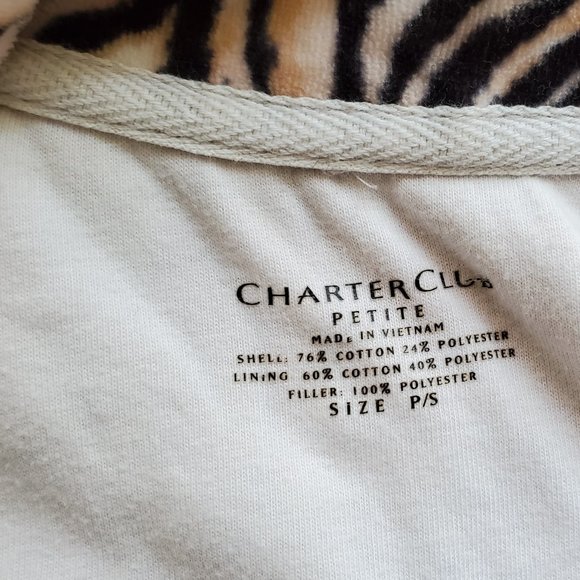 CHARTER CLUB
PETITE
MADE IN VIETNAM
SHELL: 76% COTTON 24% POLYESTER
LINING 60% COTTON 40% POLYESTER
FILLER: 100% POLYESTER
SIZE P/S